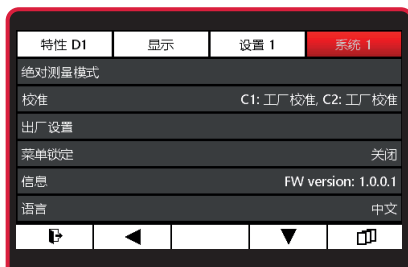 特性 D1 显示 设置 1 系统 1
绝对测量模式
校准 C1: 工厂校准, C2: 工厂校准
出厂设置
菜单锁定 关闭
信息 FW version: 1.0.0.1
语言 中文